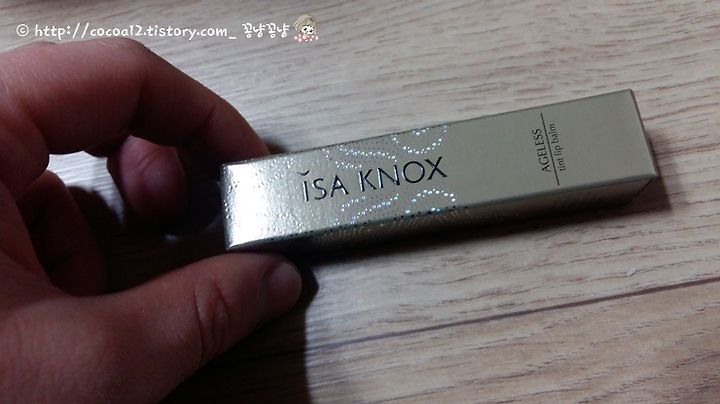 © http://cocoa12.tistory.com_ 꽁냥꽁냥
ISA KNOX
AGELESS
tint lip balm